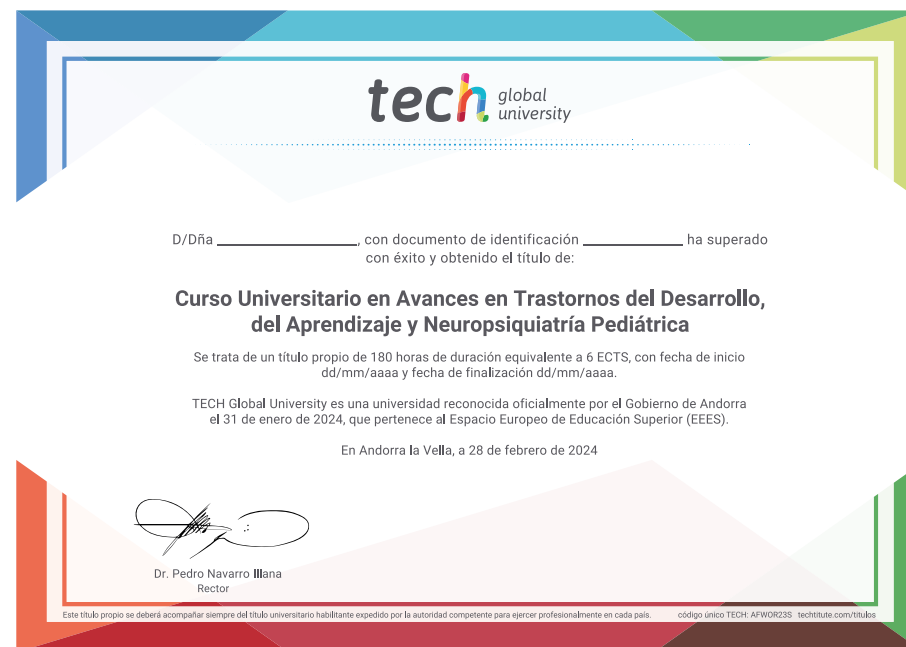 tech global university
D/Dña ____________________, con documento de identificación ______________ ha superado
con éxito y obtenido el título de:
Curso Universitario en Avances en Trastornos del Desarrollo,
del Aprendizaje y Neuropsiquiatría Pediátrica
Se trata de un título propio de 180 horas de duración equivalente a 6 ECTS, con fecha de inicio
dd/mm/aaaa y fecha de finalización dd/mm/aaaa.
TECH Global University es una universidad reconocida oficialmente por el Gobierno de Andorra
el 31 de enero de 2024, que pertenece al Espacio Europeo de Educación Superior (EEES).
En Andorra la Vella, a 28 de febrero de 2024
Dr. Pedro Navarro Illana
Rector
Este título propio se deberá acompañar siempre del título universitario habilitante expedido por la autoridad competente para ejercer profesionalmente en cada país. código único TECH: AFWOR23S techtitute.com/titulos